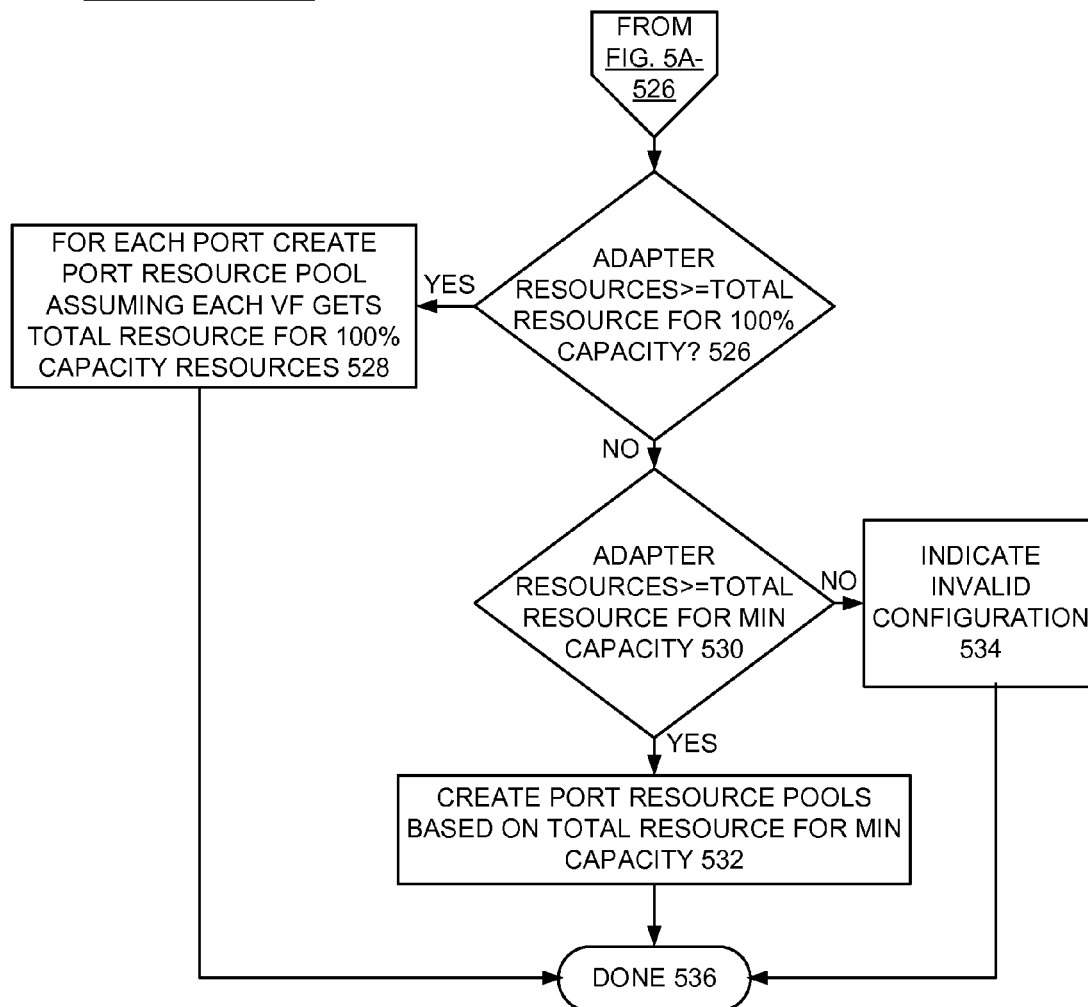 FROM
FIG. 5A-
526
ADAPTER
RESOURCES>=TOTAL
RESOURCE FOR 100%
CAPACITY? 526
YES
FOR EACH PORT CREATE
PORT RESOURCE POOL
ASSUMING EACH VF GETS
TOTAL RESOURCE FOR 100%
CAPACITY RESOURCES 528
NO
ADAPTER
RESOURCES>=TOTAL
RESOURCE FOR MIN
CAPACITY 530
NO
INDICATE
INVALID
CONFIGURATION
534
YES
CREATE PORT RESOURCE POOLS
BASED ON TOTAL RESOURCE FOR MIN
CAPACITY 532
DONE 536